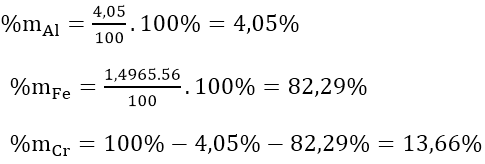 %m_Al = 4,05/100 . 100% = 4,05%
%m_Fe = 1,4965.56/100 . 100% = 82,29%
%m_Cr = 100% − 4,05% − 82,29% = 13,66%